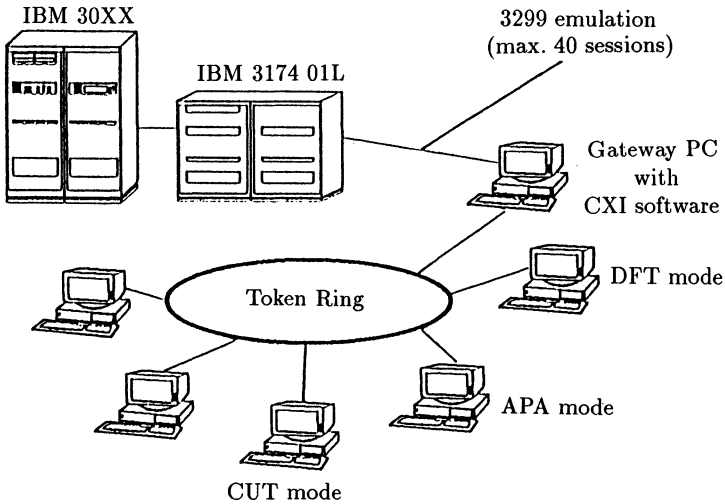 IBM 30XX
3299 emulation
(max. 40 sessions)
IBM 3174 01L
Gateway PC
with
CXI software
Token Ring
DFT mode
APA mode
CUT mode